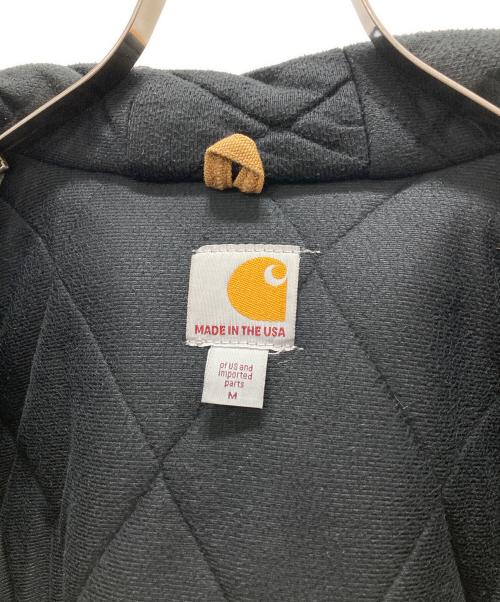 MADE IN THE USA
of US and
imported
parts
M